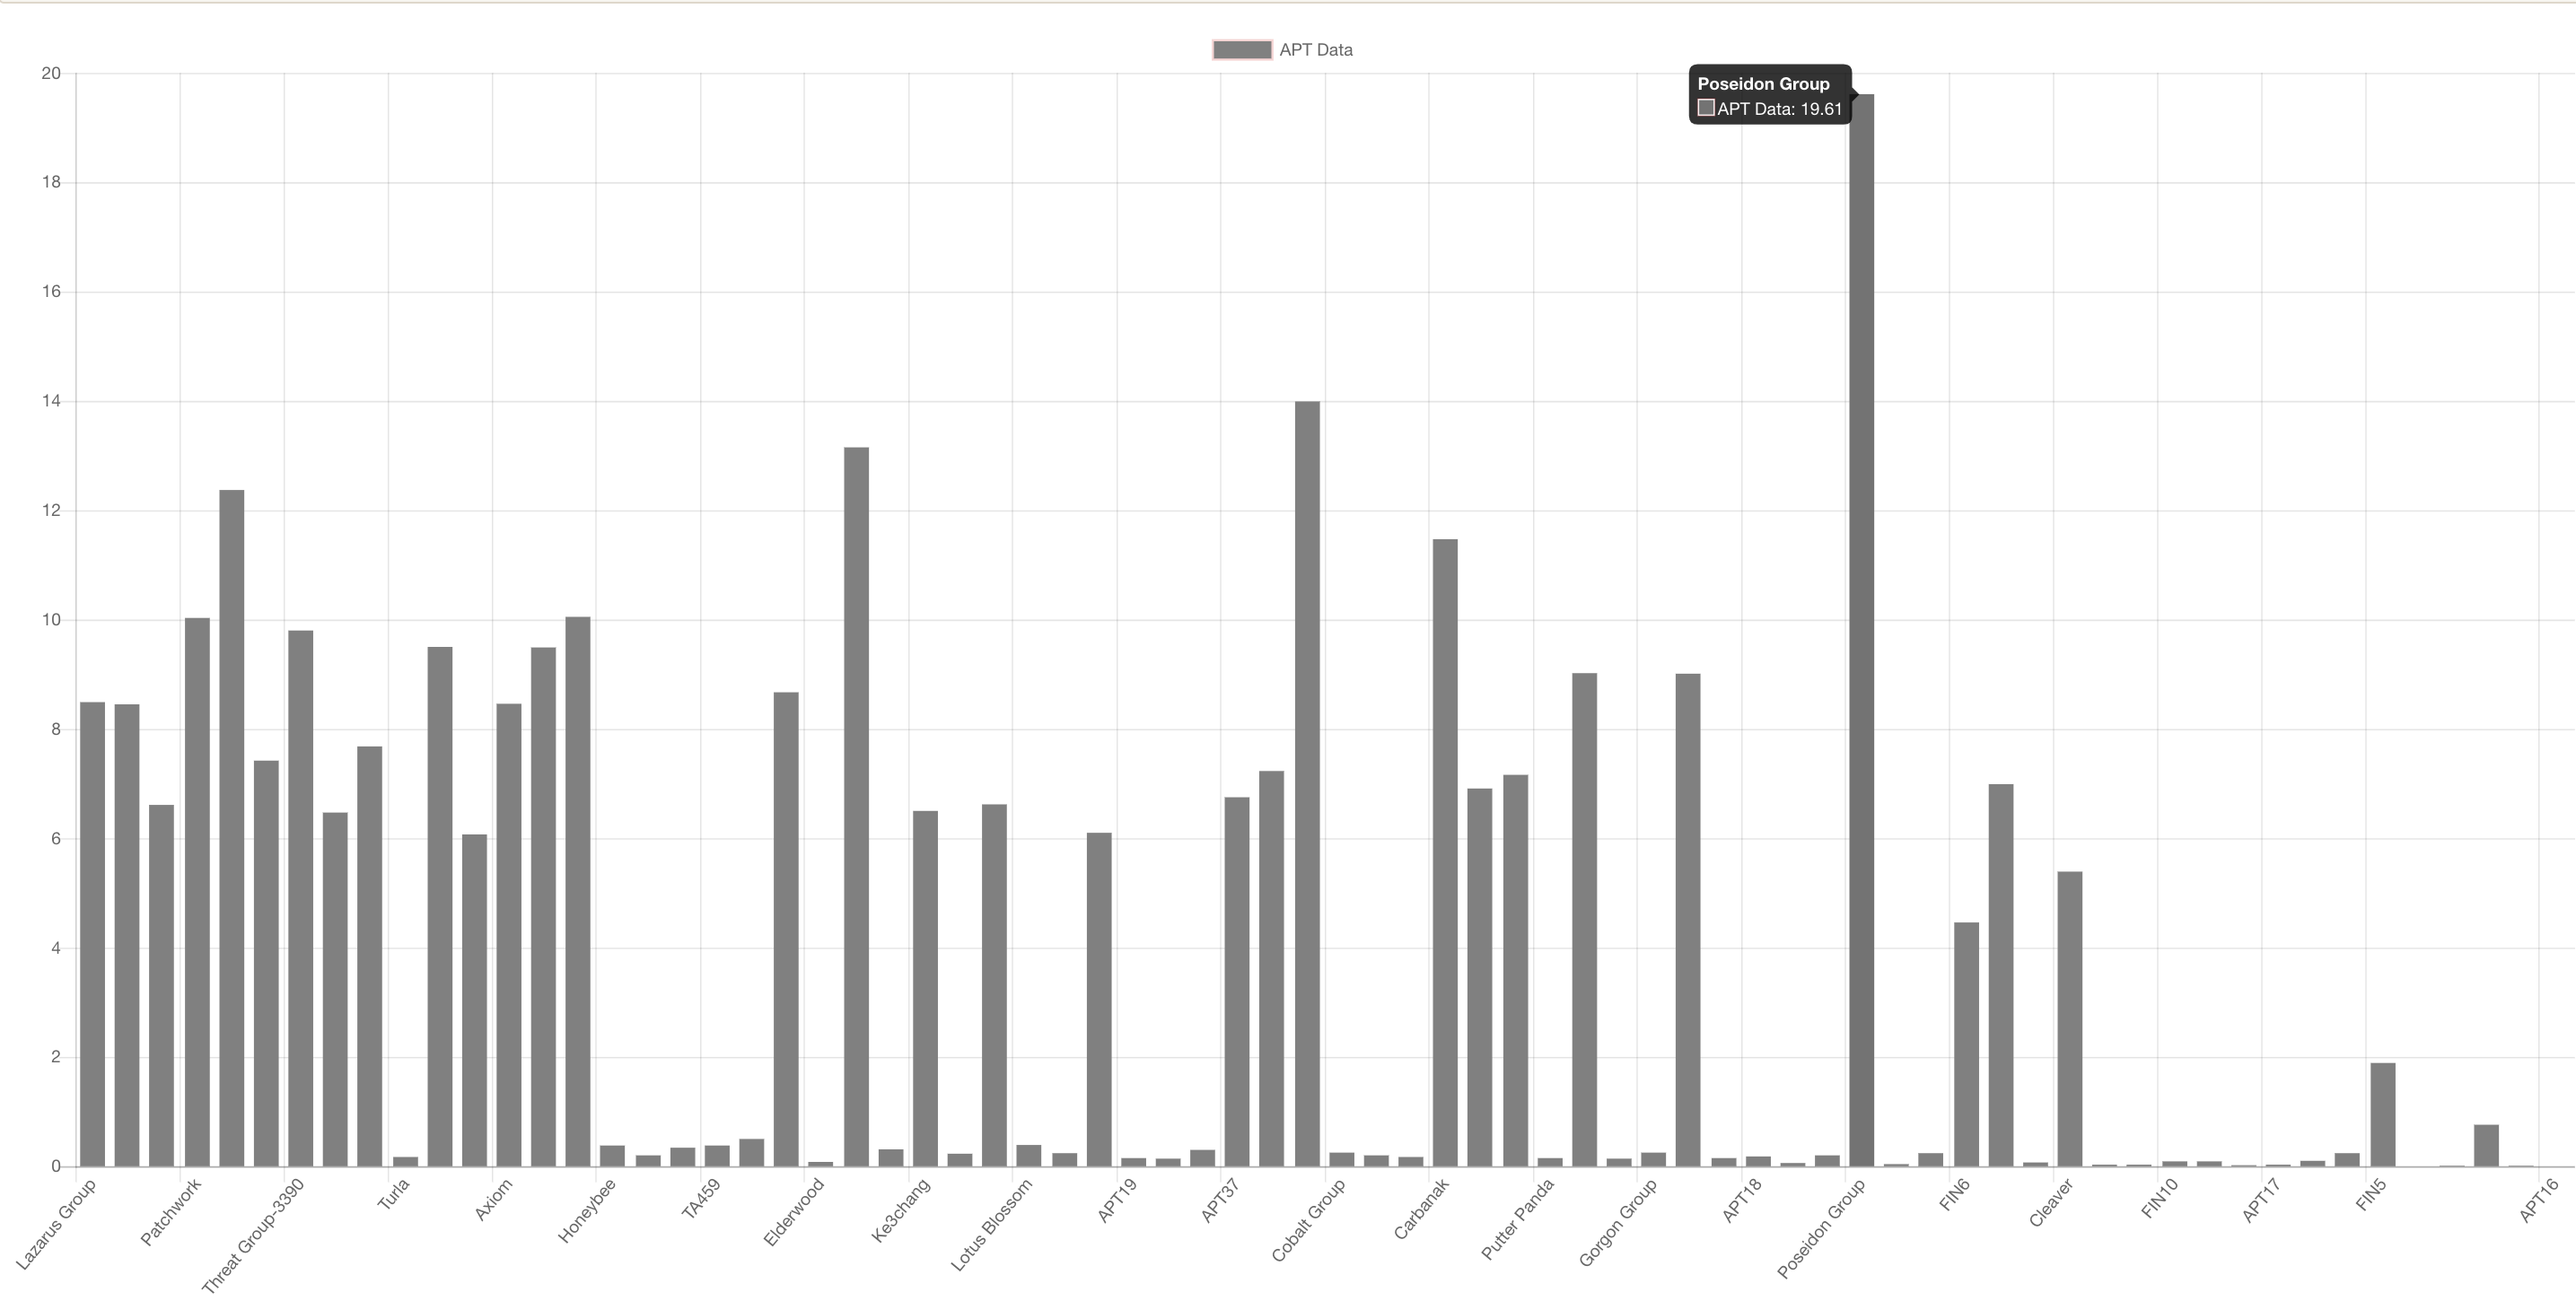 APT Data
20
18
16
14
12
10
8
6
4
2
0
Poseidon Group
APT Data: 19.61
Lazarus Group
Patchwork
Threat Group-3390
Turla
Axiom
Honeybee
TA459
Elderwood
Ke3chang
Lotus Blossom
APT19
APT37
Cobalt Group
Carbanak
Putter Panda
Gorgon Group
APT18
Poseidon Group
FIN6
Cleaver
FIN10
APT17
FIN5
APT16